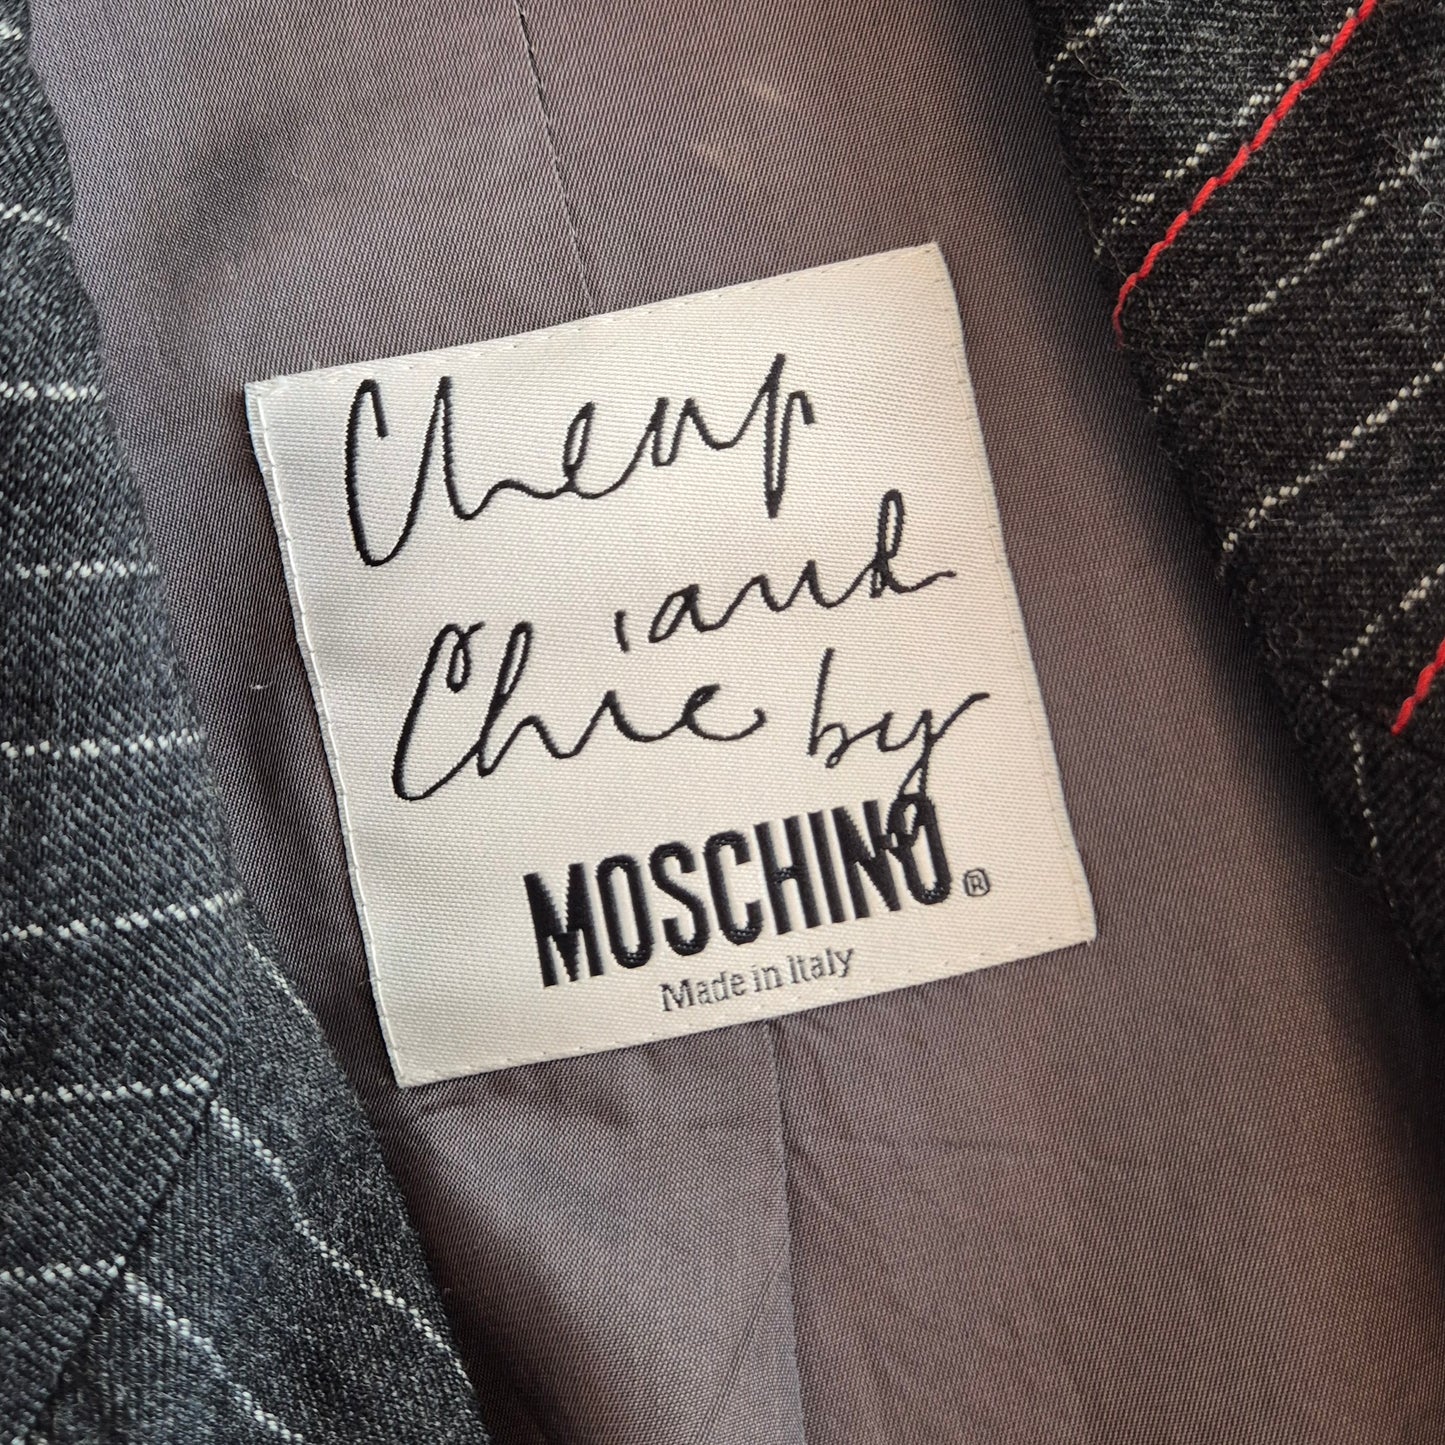 Cheap
and
Chic by
MOSCHINO®
Made in Italy